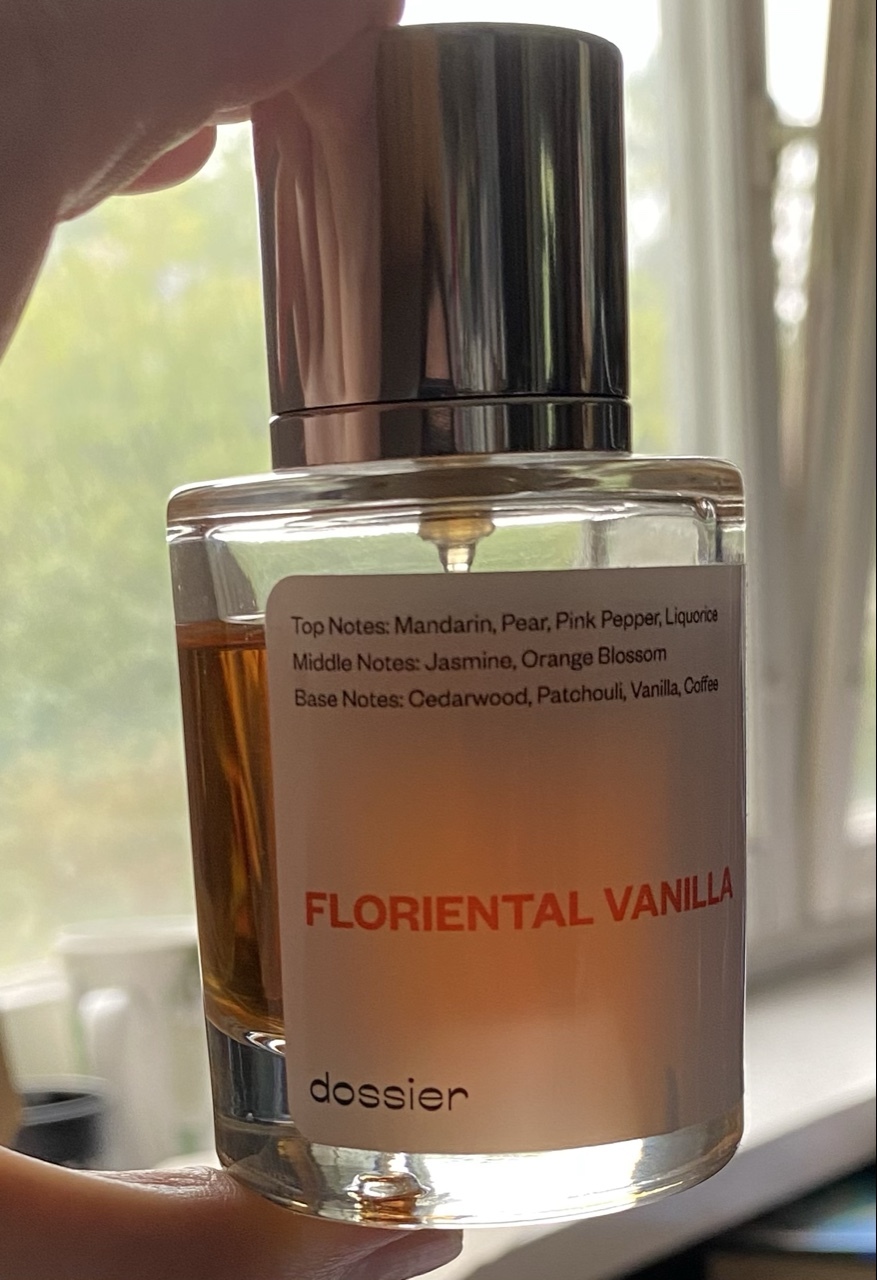 Top Notes: Mandarin, Pear, Pink Pepper, Liquorice
Middle Notes: Jasmine, Orange Blossom
Base Notes: Cedarwood, Patchouli, Vanilla, Coffee
FLORIENTAL VANILLA
dossier